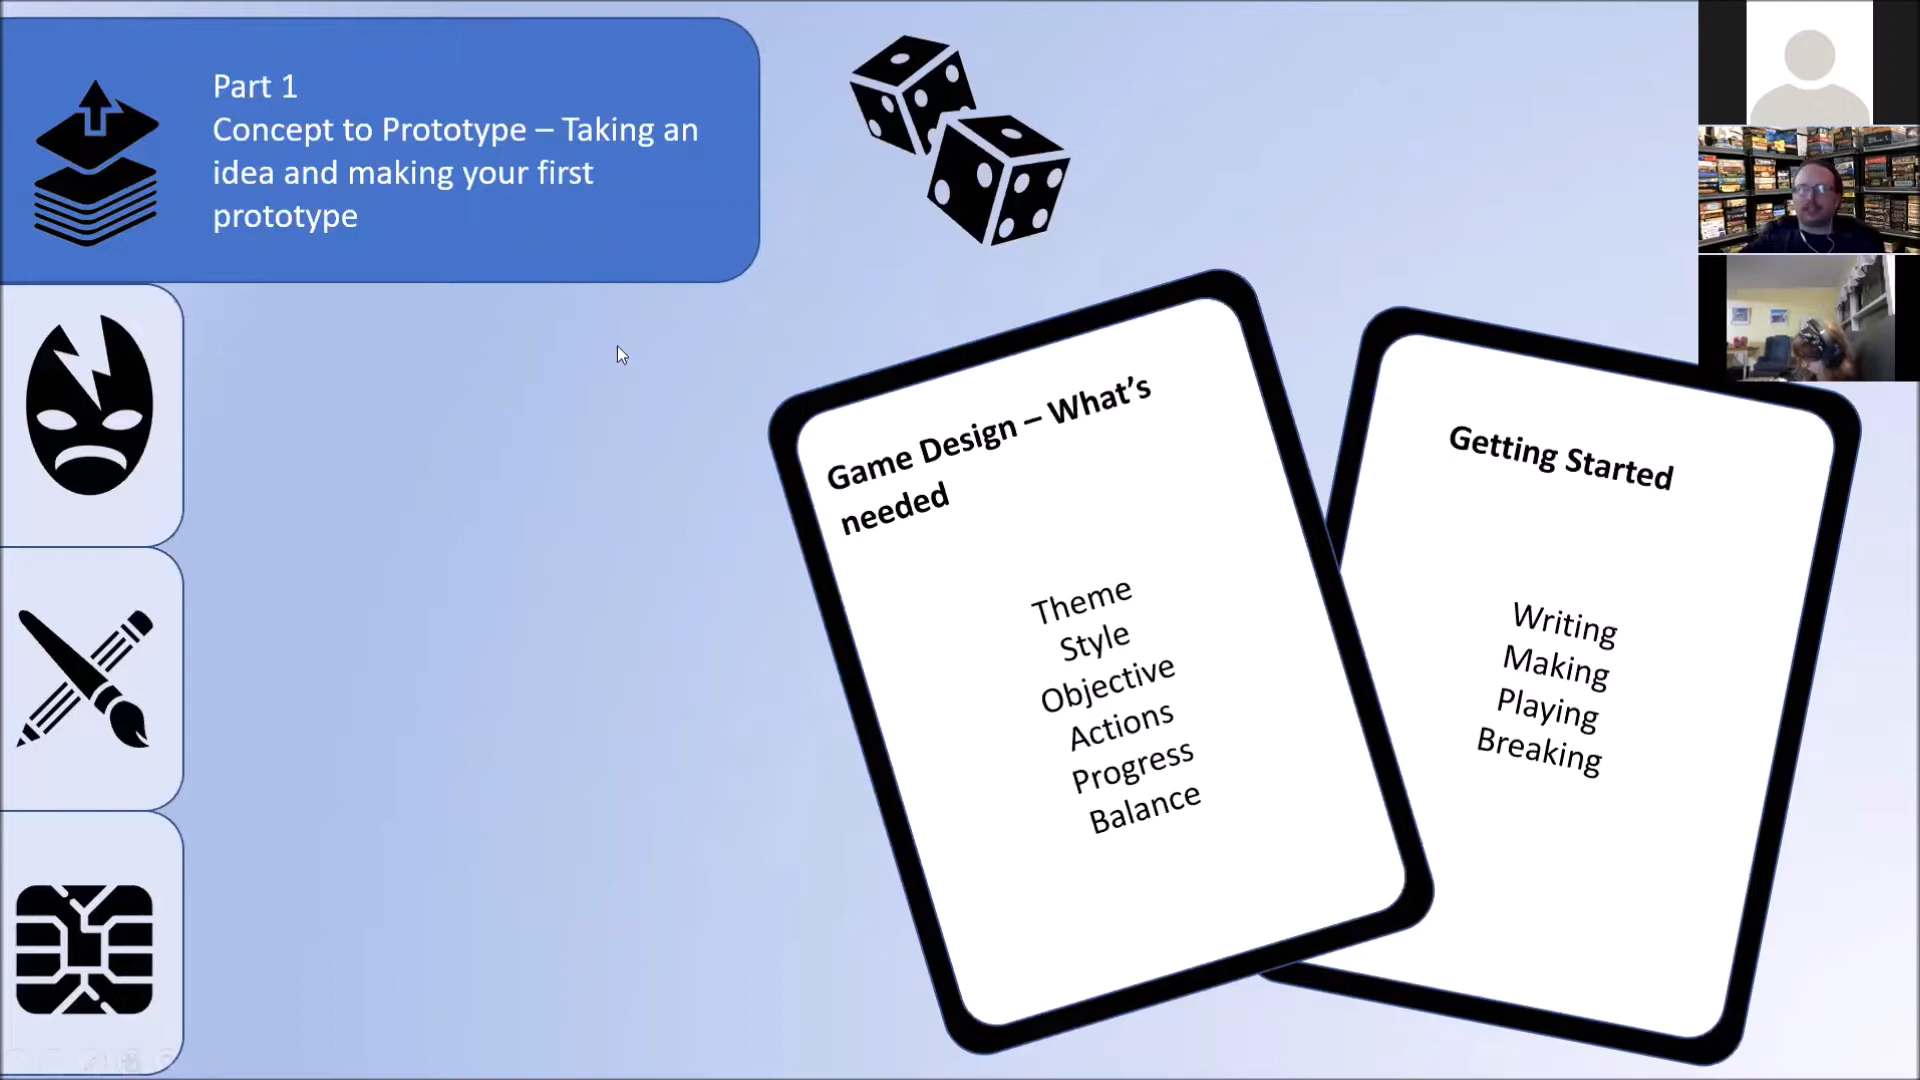 Part 1
Concept to Prototype – Taking an
idea and making your first
prototype
Game Design – What’s
needed
Theme
Style
Objective
Actions
Progress
Balance
Getting Started
Writing
Making
Playing
Breaking